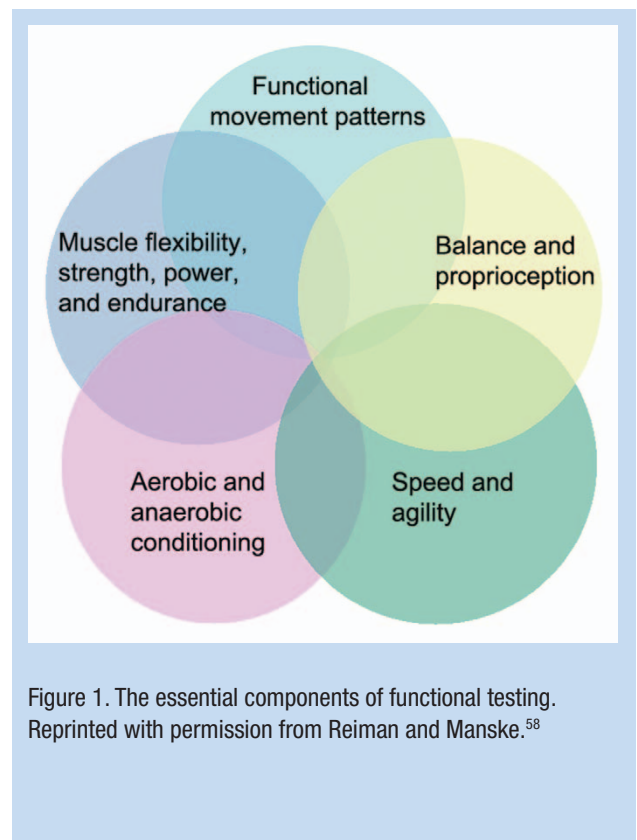 Functional
movement patterns
Muscle flexibility,
strength, power,
and endurance
Balance and
proprioception
Aerobic and
anaerobic
conditioning
Speed and
agility
Figure 1. The essential components of functional testing.
Reprinted with permission from Reiman and Manske.58